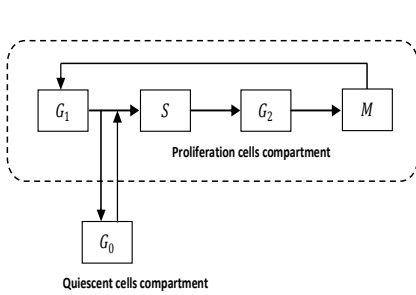 G₁ S G₂ M
Proliferation cells compartment
G₀
Quiescent cells compartment